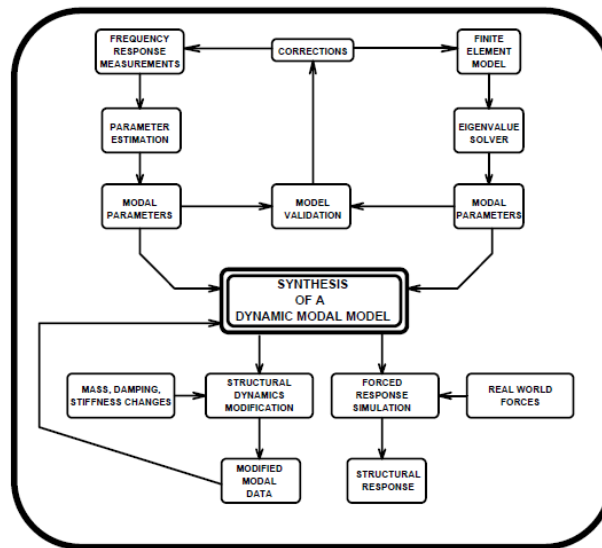 FREQUENCY
RESPONSE
MEASUREMENTS
CORRECTIONS
FINITE
ELEMENT
MODEL
PARAMETER
ESTIMATION
EIGENVALUE
SOLVER
MODAL
PARAMETERS
MODEL
VALIDATION
MODAL
PARAMETERS
SYNTHESIS
OF A
DYNAMIC MODAL MODEL
MASS, DAMPING,
STIFFNESS CHANGES
STRUCTURAL
DYNAMICS
MODIFICATION
FORCED
RESPONSE
SIMULATION
REAL WORLD
FORCES
MODIFIED
MODAL
DATA
STRUCTURAL
RESPONSE